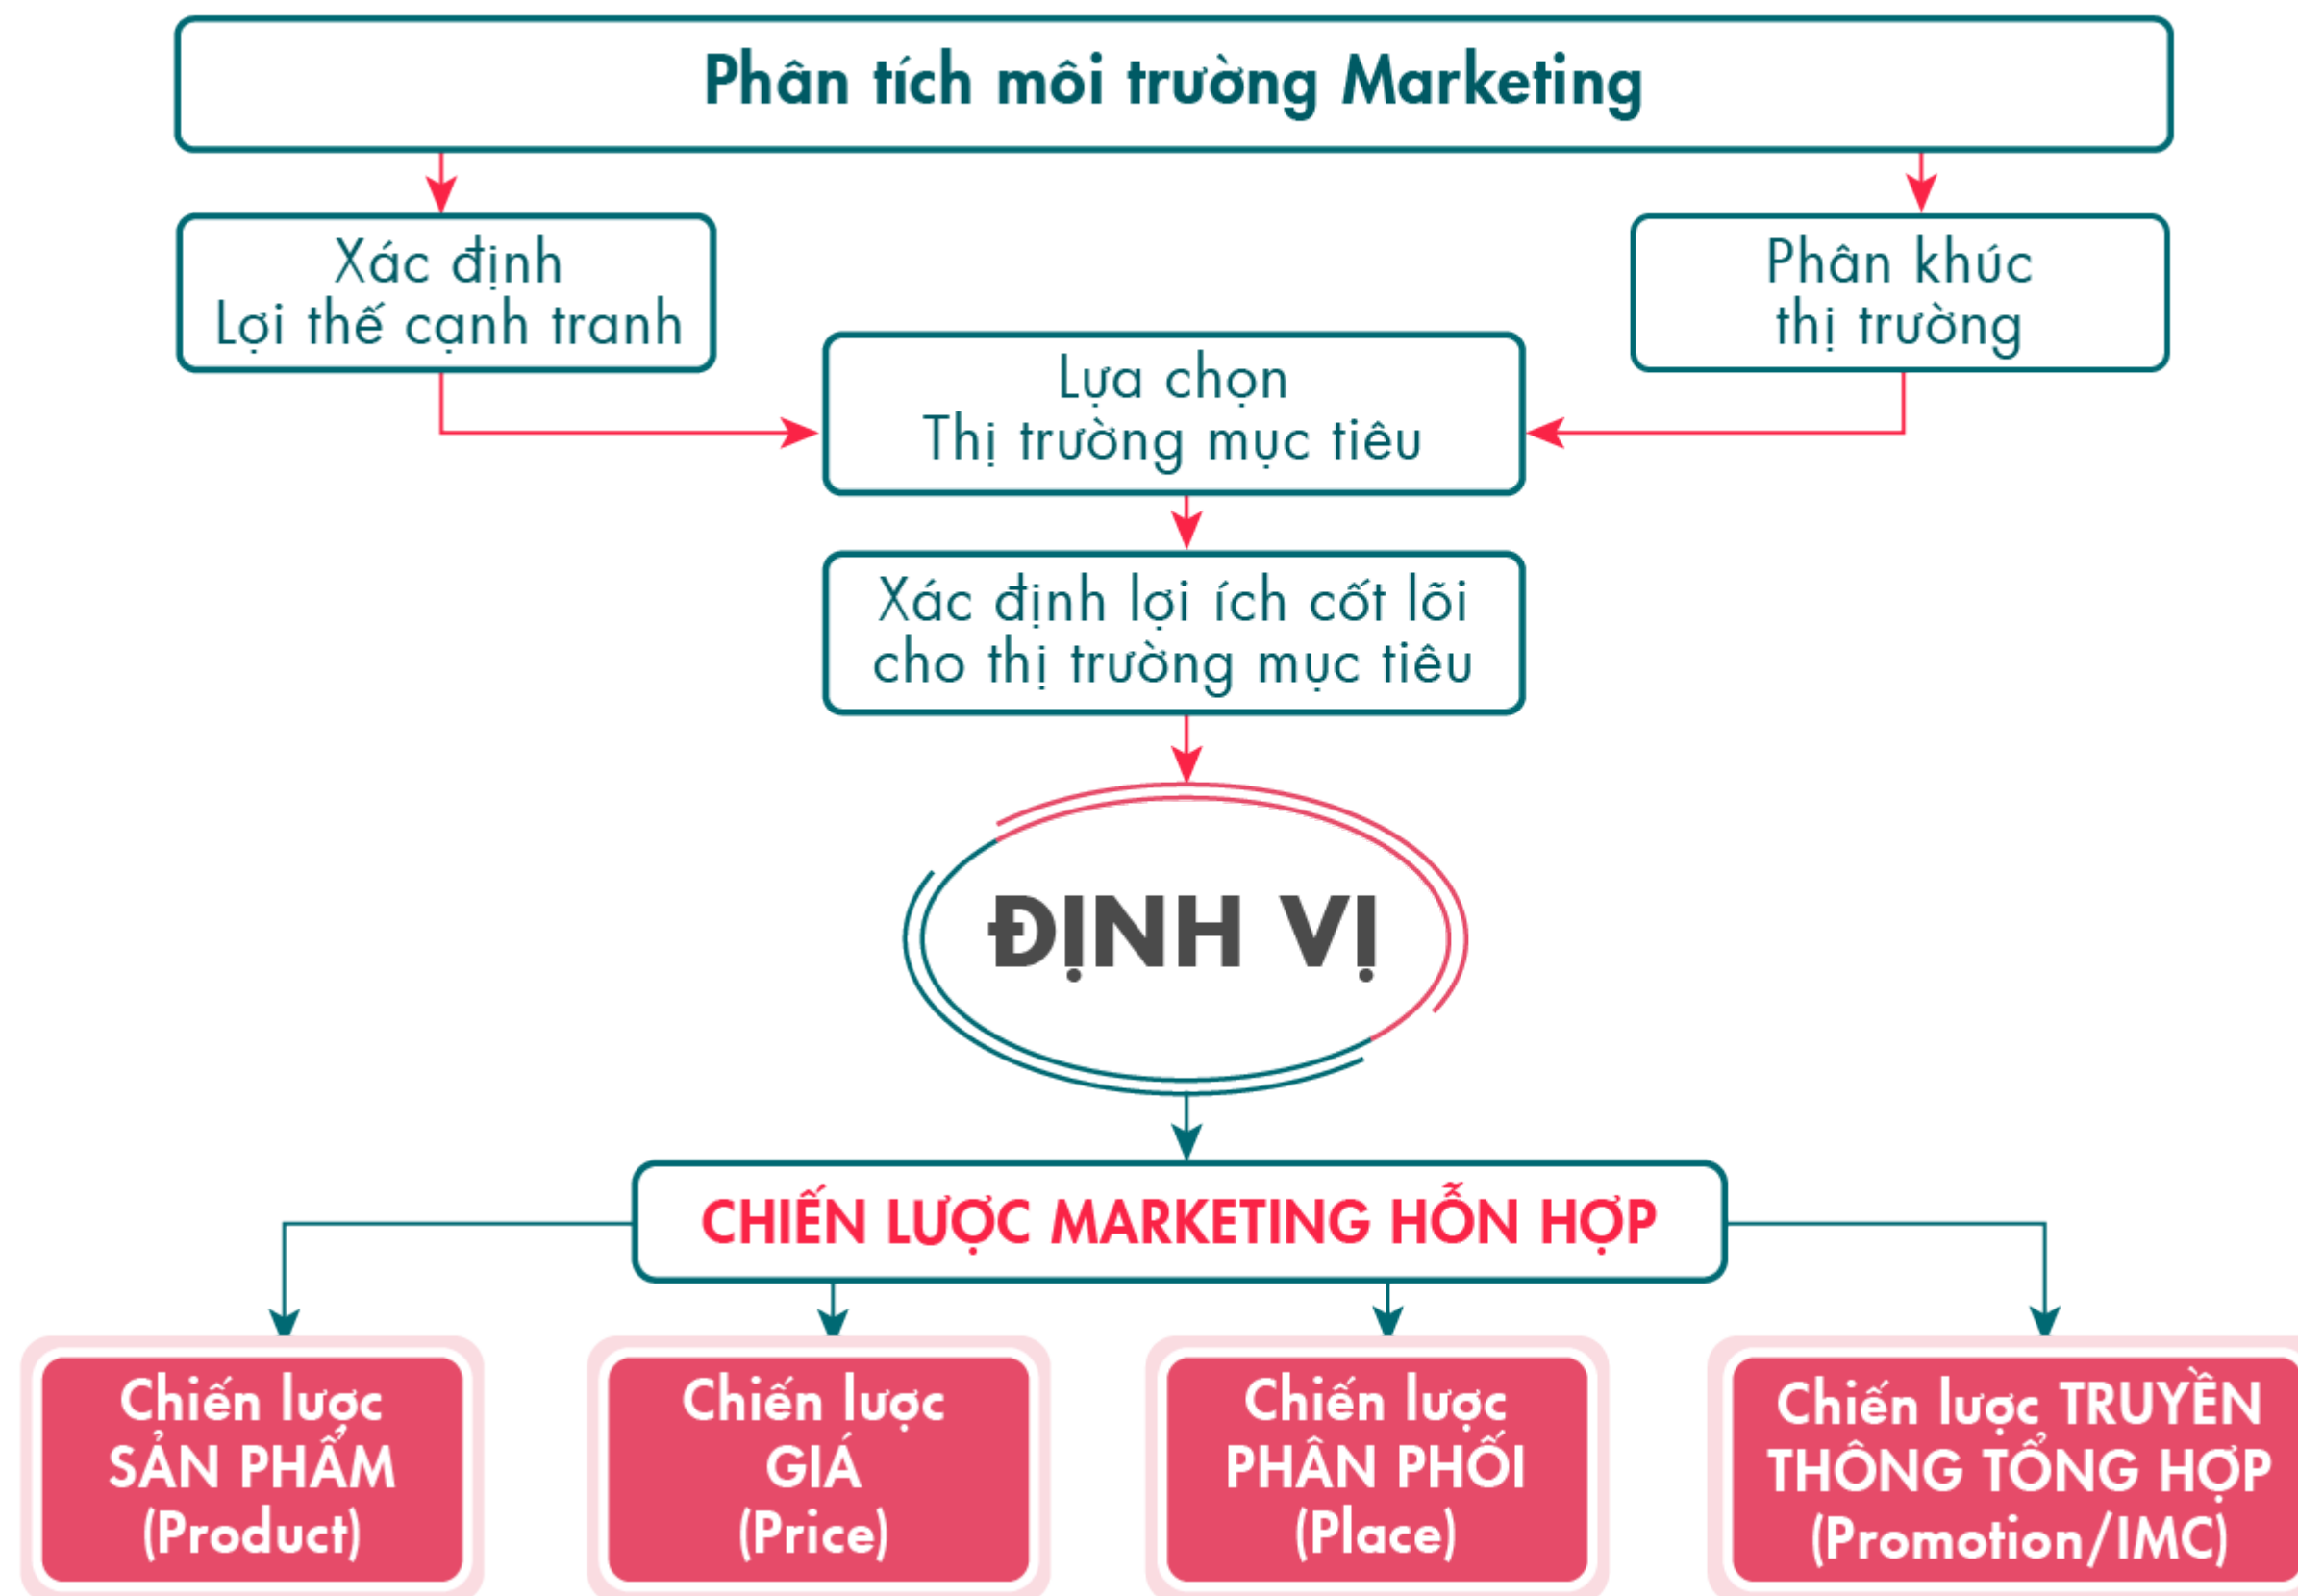 Phân tích môi trường Marketing
Xác định
Lợi thế cạnh tranh
Phân khúc
thị trường
Lựa chọn
Thị trường mục tiêu
Xác định lợi ích cốt lõi
cho thị trường mục tiêu
ĐỊNH VỊ
CHIẾN LƯỢC MARKETING HỖN HỢP
Chiến lược
SẢN PHẨM
(Product)
Chiến lược
GIÁ
(Price)
Chiến lược
PHÂN PHỐI
(Place)
Chiến lược TRUYỀN
THÔNG TỔNG HỢP
(Promotion/IMC)